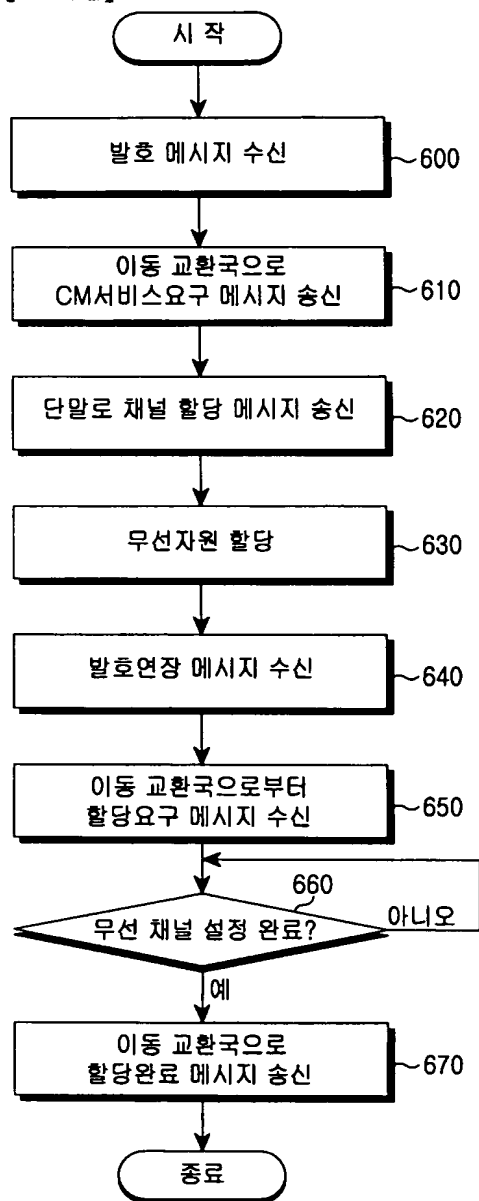 시 작
발호 메시지 수신
600
이동 교환국으로
CM서비스요구 메시지 송신
610
단말로 채널 할당 메시지 송신
620
무선자원 할당
630
발호연장 메시지 수신
640
이동 교환국으로부터
할당요구 메시지 수신
650
660
무선 채널 설정 완료?
아니오
예
이동 교환국으로
할당완료 메시지 송신
670
종료